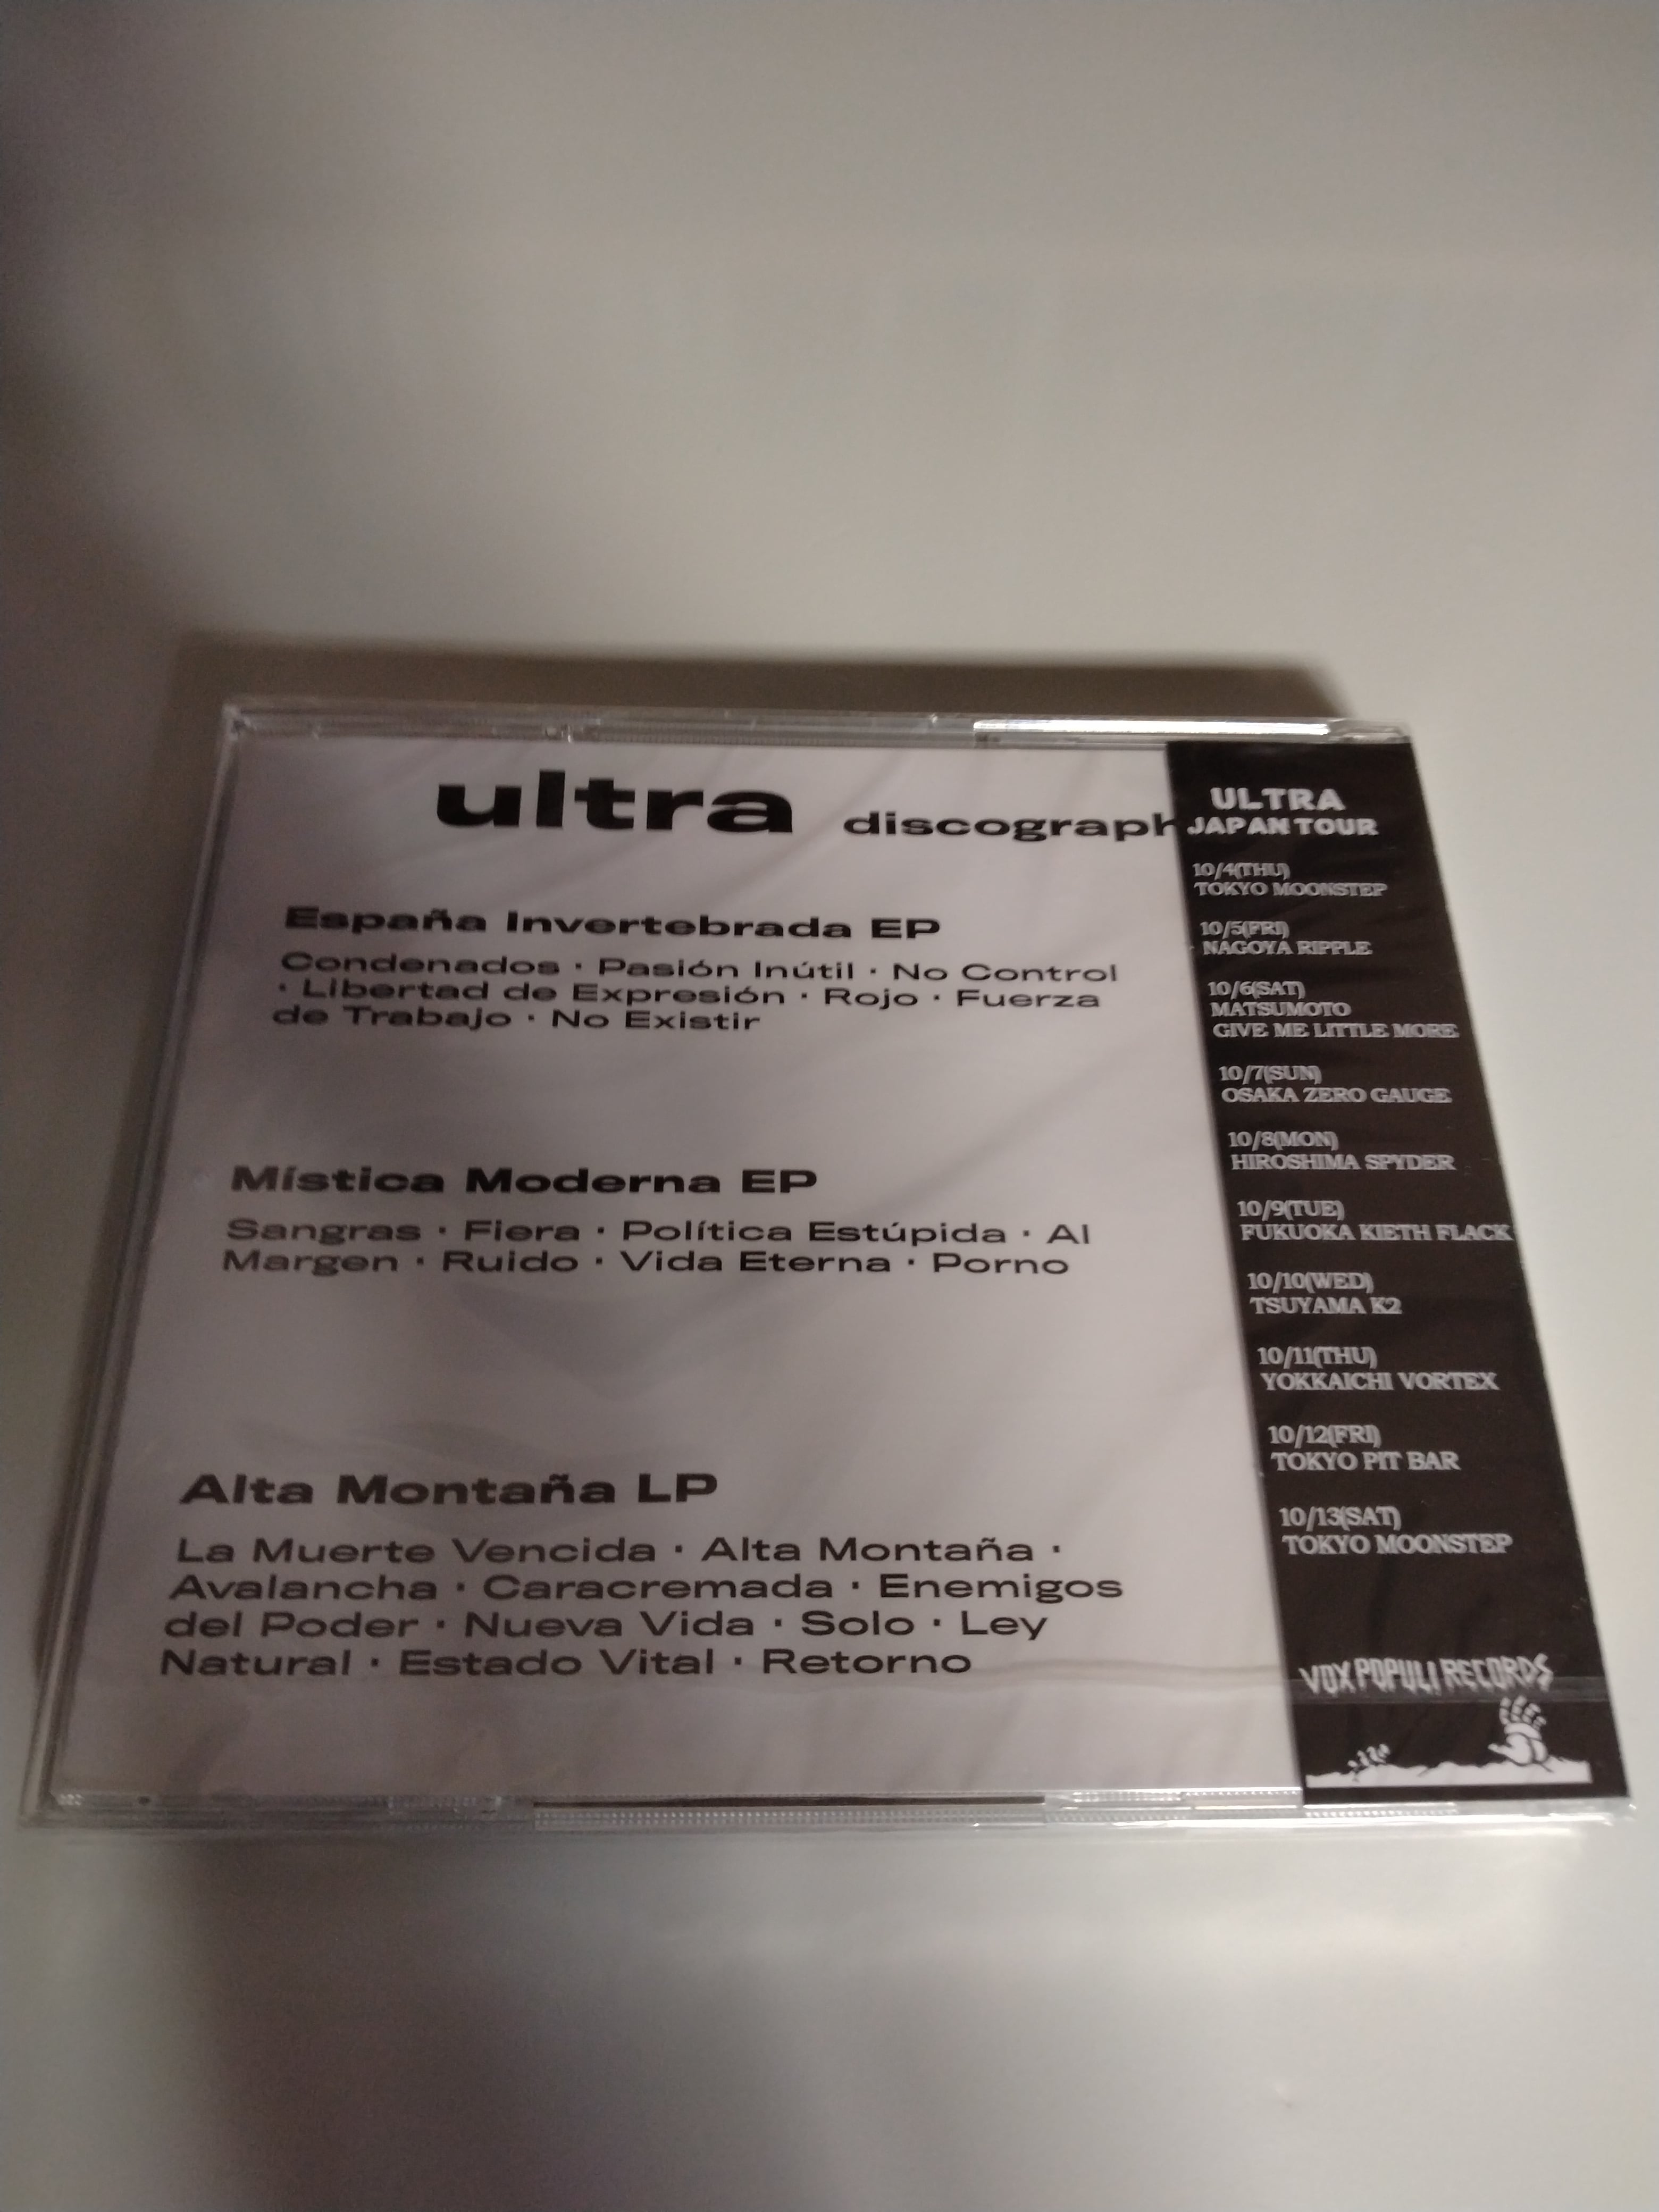 ultra discograph
España Invertebrada EP
Condenados · Pasión Inútil · No Control
· Libertad de Expresión · Rojo · Fuerza
de Trabajo · No Existir
Mística Moderna EP
Sangras · Fiera · Política Estúpida · Al
Margen · Ruido · Vida Eterna · Porno
Alta Montaña LP
La Muerte Vencida · Alta Montaña ·
Avalancha · Caracremada · Enemigos
del Poder · Nueva Vida · Solo · Ley
Natural · Estado Vital · Retorno
ULTRA
JAPAN TOUR
10/4(THU)
TOKYO MOONSTEP
10/5(FRI)
NAGOYA RIPPLE
10/6(SAT)
MATSUMOTO
GIVE ME LITTLE MORE
10/7(SUN)
OSAKA ZERO GAUGE
10/8(MON)
HIROSHIMA SPYDER
10/9(TUE)
FUKUOKA KIETH FLACK
10/10(WED)
TSUYAMA K2
10/11(THU)
YOKKAICHI VORTEX
10/12(FRI)
TOKYO PIT BAR
10/13(SAT)
TOKYO MOONSTEP
VOX POPULI RECORDS